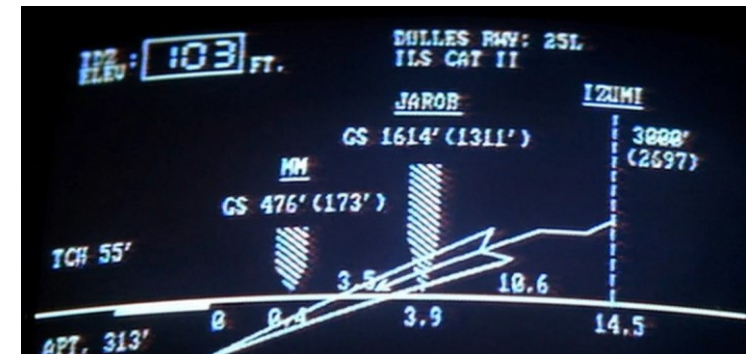 TDZ ELEV: 103 FT.
DULLES RWY: 25L
ILS CAT II
JAROB
IZUMI
GS 1614' (1311')
3000'
(2697)
MM
GS 476' (173')
TCH 55'
3.5 10.6
0 0.4 3.9 14.5
APT. 313'